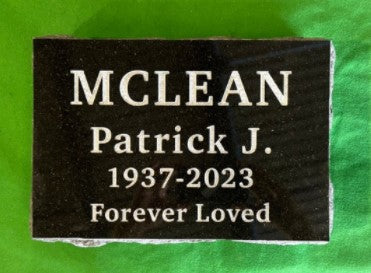 MCLEAN
Patrick J.
1937-2023
Forever Loved